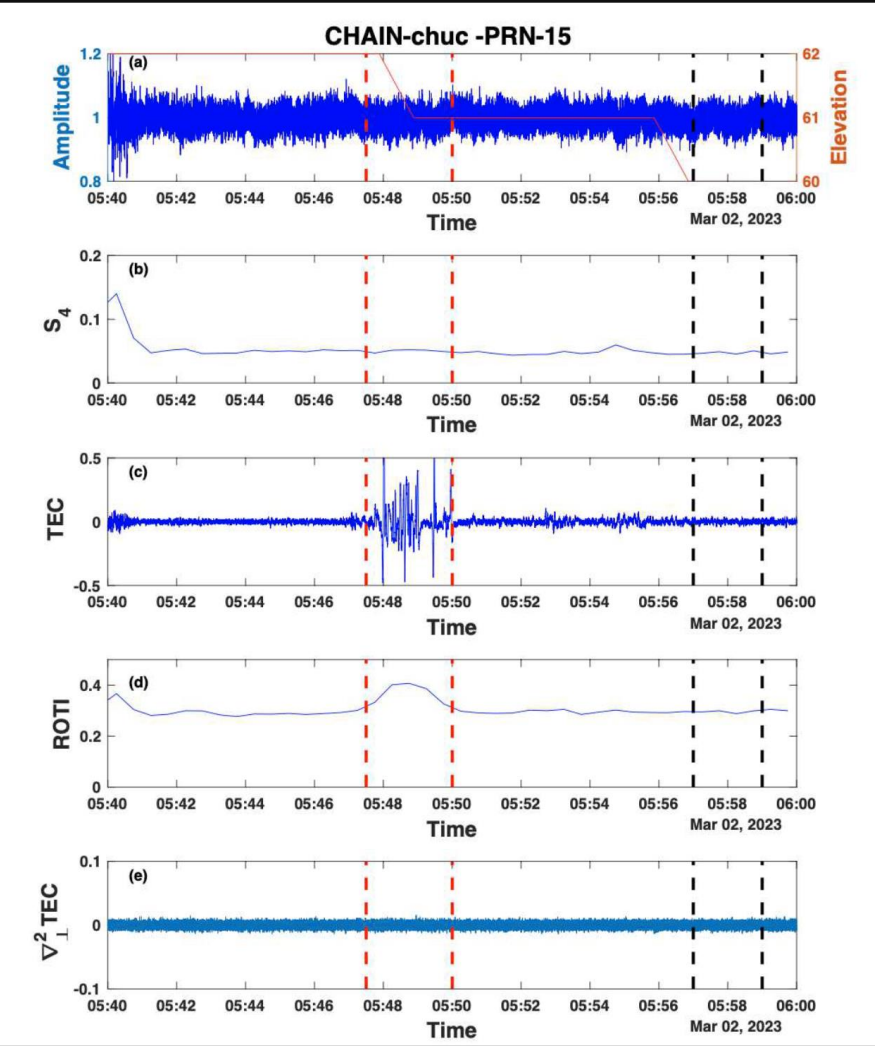 CHAIN-chuc -PRN-15
1.2 (a) 62
Amplitude 1 61 Elevation
0.8 60
05:40 05:42 05:44 05:46 05:48 05:50 05:52 05:54 05:56 05:58 06:00
Time Mar 02, 2023
0.2 (b)
S4 0.1
0
05:40 05:42 05:44 05:46 05:48 05:50 05:52 05:54 05:56 05:58 06:00
Time Mar 02, 2023
0.5 (c)
TEC 0
-0.5
05:40 05:42 05:44 05:46 05:48 05:50 05:52 05:54 05:56 05:58 06:00
Time Mar 02, 2023
(d)
0.4
ROTI 0.2
0
05:40 05:42 05:44 05:46 05:48 05:50 05:52 05:54 05:56 05:58 06:00
Time Mar 02, 2023
0.1 (e)
∇²⊥ TEC 0
-0.1
05:40 05:42 05:44 05:46 05:48 05:50 05:52 05:54 05:56 05:58 06:00
Time Mar 02, 2023